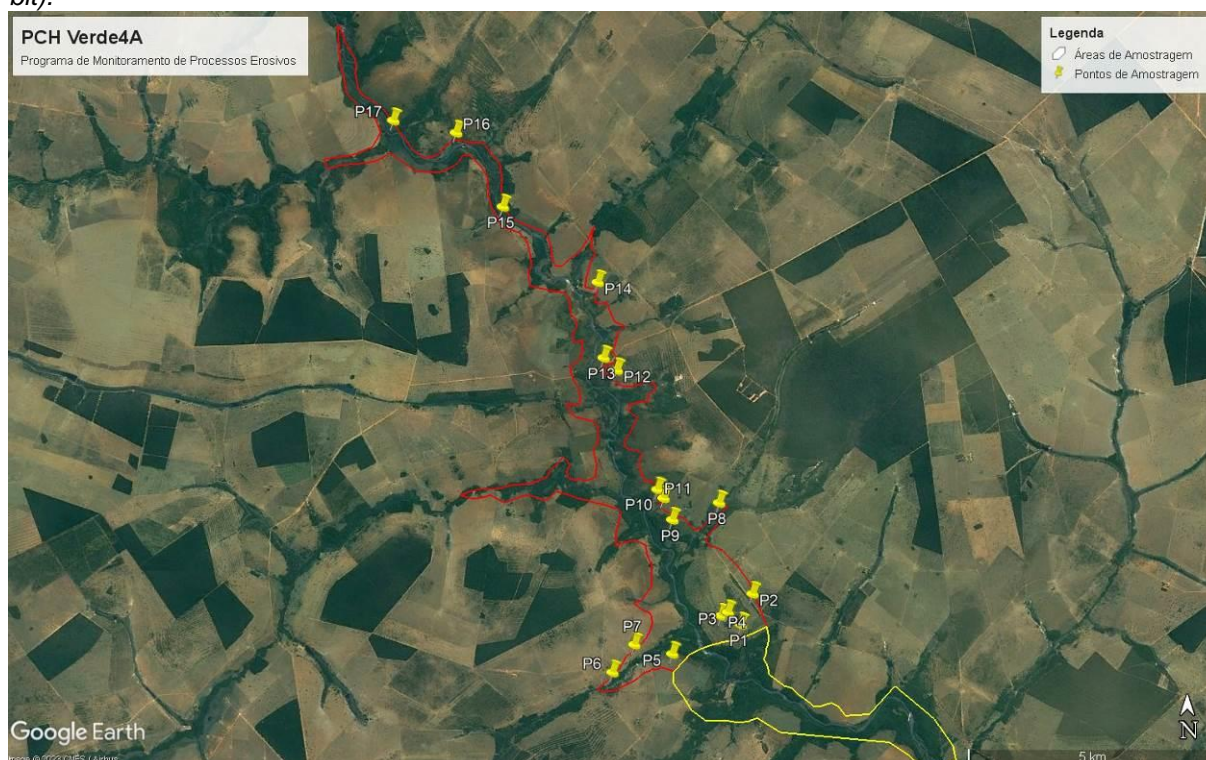 bit).
PCH Verde4A
Programa de Monitoramento de Processos Erosivos
Legenda
Áreas de Amostragem
Pontos de Amostragem
P17
P16
P15
P14
P13
P12
P11
P10
P8
P9
P2
P3
P4
P1
P7
P5
P6
N
Google Earth
5 km